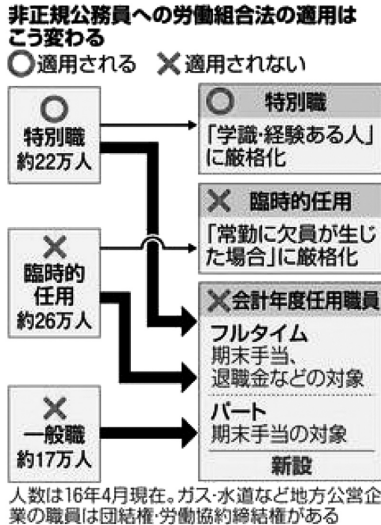 非正規公務員への労働組合法の適用は
こう変わる
○適用される ×適用されない
○
特別職
約22万人
○ 特別職
「学識・経験ある人」
に厳格化
×
臨時的
任用
約26万人
× 臨時的任用
「常勤に欠員が生じ
た場合」に厳格化
×
一般職
約17万人
×会計年度任用職員
フルタイム
期末手当、
退職金などの対象
パート
期末手当の対象
新設
人数は16年4月現在。ガス・水道など地方公営企
業の職員は団結権・労働協約締結権がある